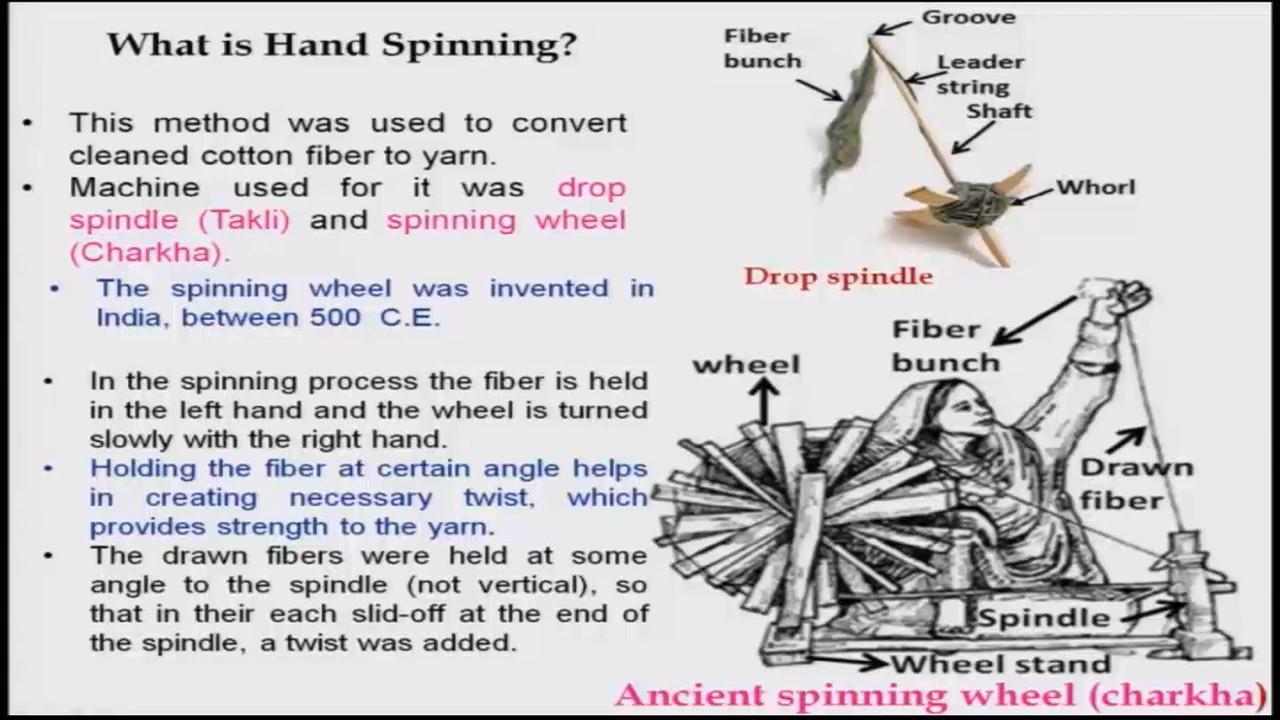 What is Hand Spinning?
• This method was used to convert
cleaned cotton fiber to yarn.
• Machine used for it was drop
spindle (Takli) and spinning wheel
(Charkha).
• The spinning wheel was invented in
India, between 500 C.E.
• In the spinning process the fiber is held
in the left hand and the wheel is turned
slowly with the right hand.
• Holding the fiber at certain angle helps
in creating necessary twist, which
provides strength to the yarn.
• The drawn fibers were held at some
angle to the spindle (not vertical), so
that in their each slid-off at the end of
the spindle, a twist was added.
Groove
Fiber
bunch
Leader
string
Shaft
Whorl
Drop spindle
Fiber
bunch
wheel
Drawn
fiber
Spindle
Wheel stand
Ancient spinning wheel (charkha)